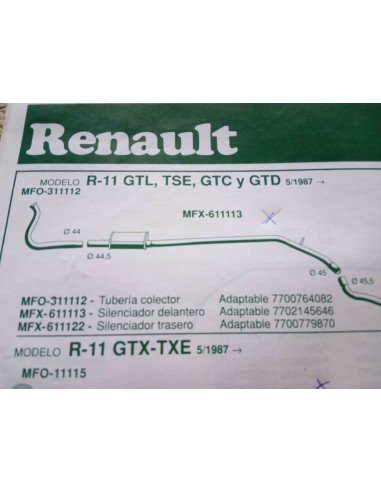 Renault
MODELO R-11 GTL, TSE, GTC y GTD 5/1987 →
MFO-311112
MFX-611113
Ø 44
Ø 44,5
Ø 45
Ø 45,5
MFO-311112 - Tubería colector Adaptable 7700764082
MFX-611113 - Silenciador delantero Adaptable 7702145646
MFX-611122 - Silenciador trasero Adaptable 7700779870
MODELO R-11 GTX-TXE 5/1987 →
MFO-11115